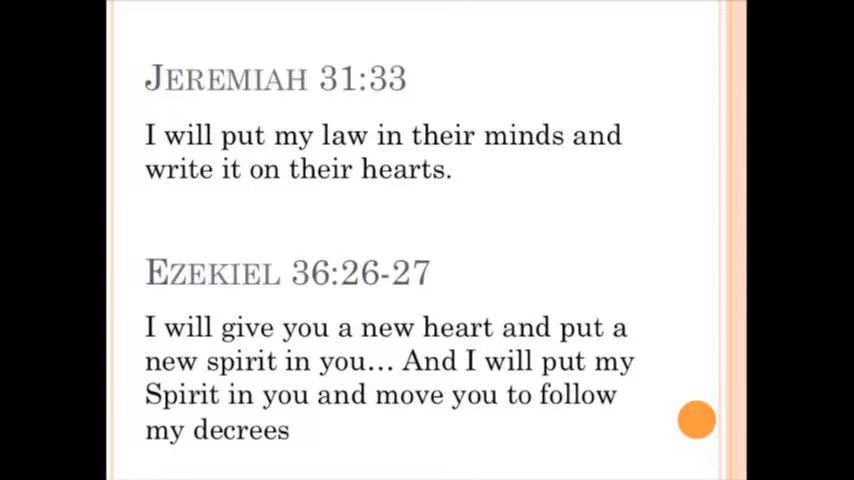 JEREMIAH 31:33
I will put my law in their minds and
write it on their hearts.
EZEKIEL 36:26-27
I will give you a new heart and put a
new spirit in you... And I will put my
Spirit in you and move you to follow
my decrees